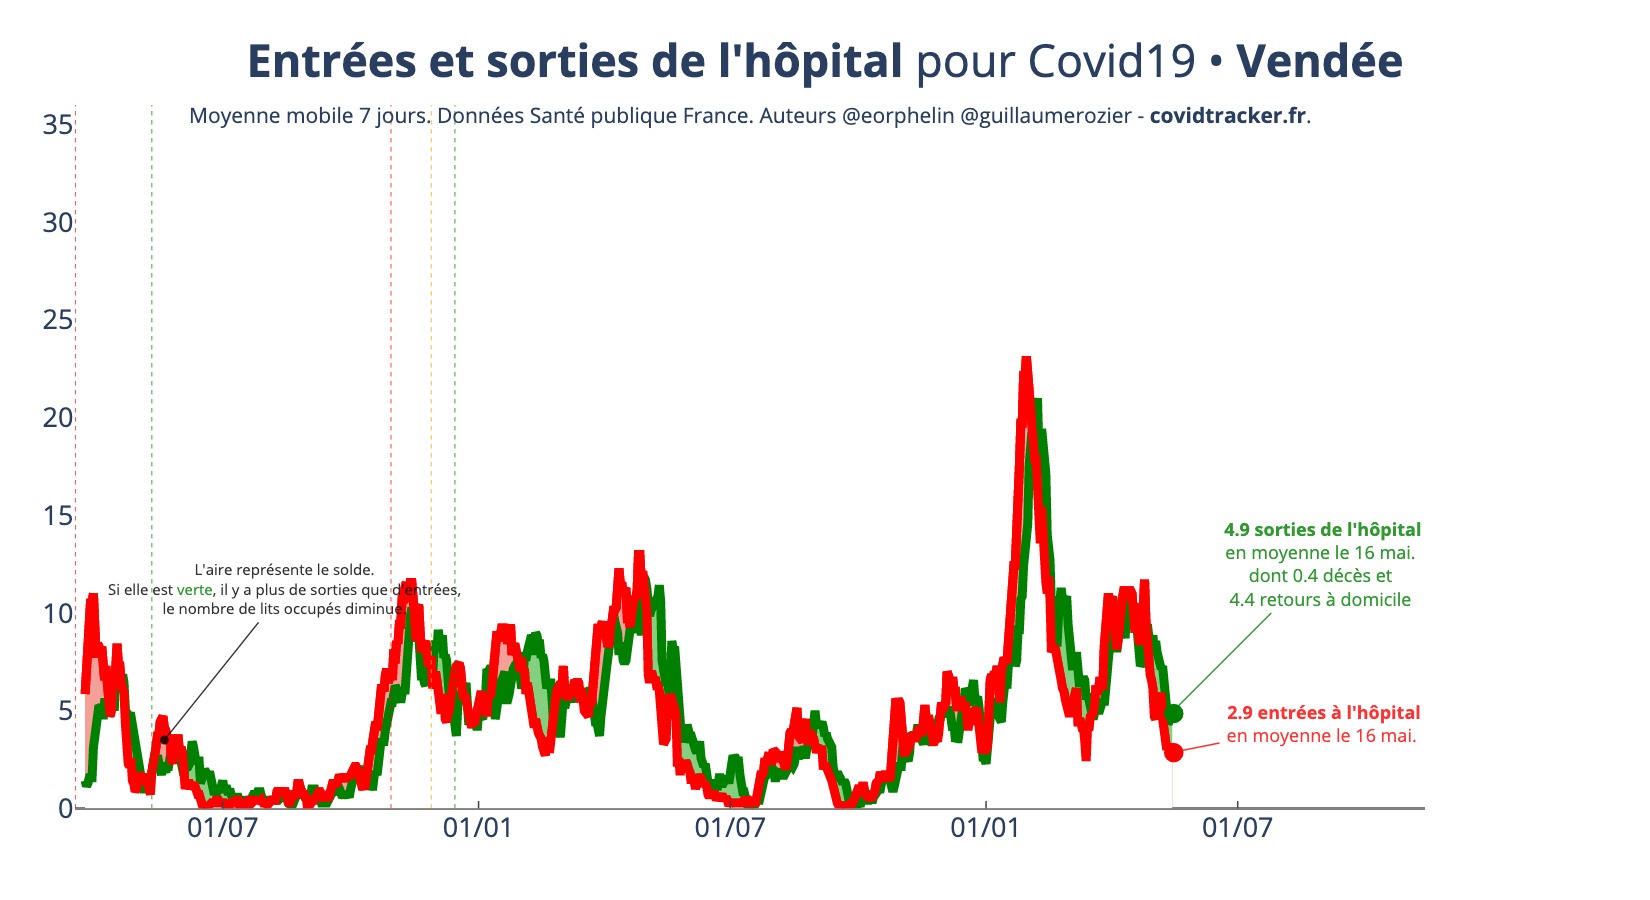 Entrées et sorties de l'hôpital pour Covid19 • Vendée
Moyenne mobile 7 jours. Données Santé publique France. Auteurs @eorphelin @guillaumerozier - covidtracker.fr.
35
30
25
20
15
10
5
0
L'aire représente le solde.
Si elle est verte, il y a plus de sorties que d'entrées,
le nombre de lits occupés diminue.
4.9 sorties de l'hôpital
en moyenne le 16 mai.
dont 0.4 décès et
4.4 retours à domicile
2.9 entrées à l'hôpital
en moyenne le 16 mai.
01/07
01/01
01/07
01/01
01/07